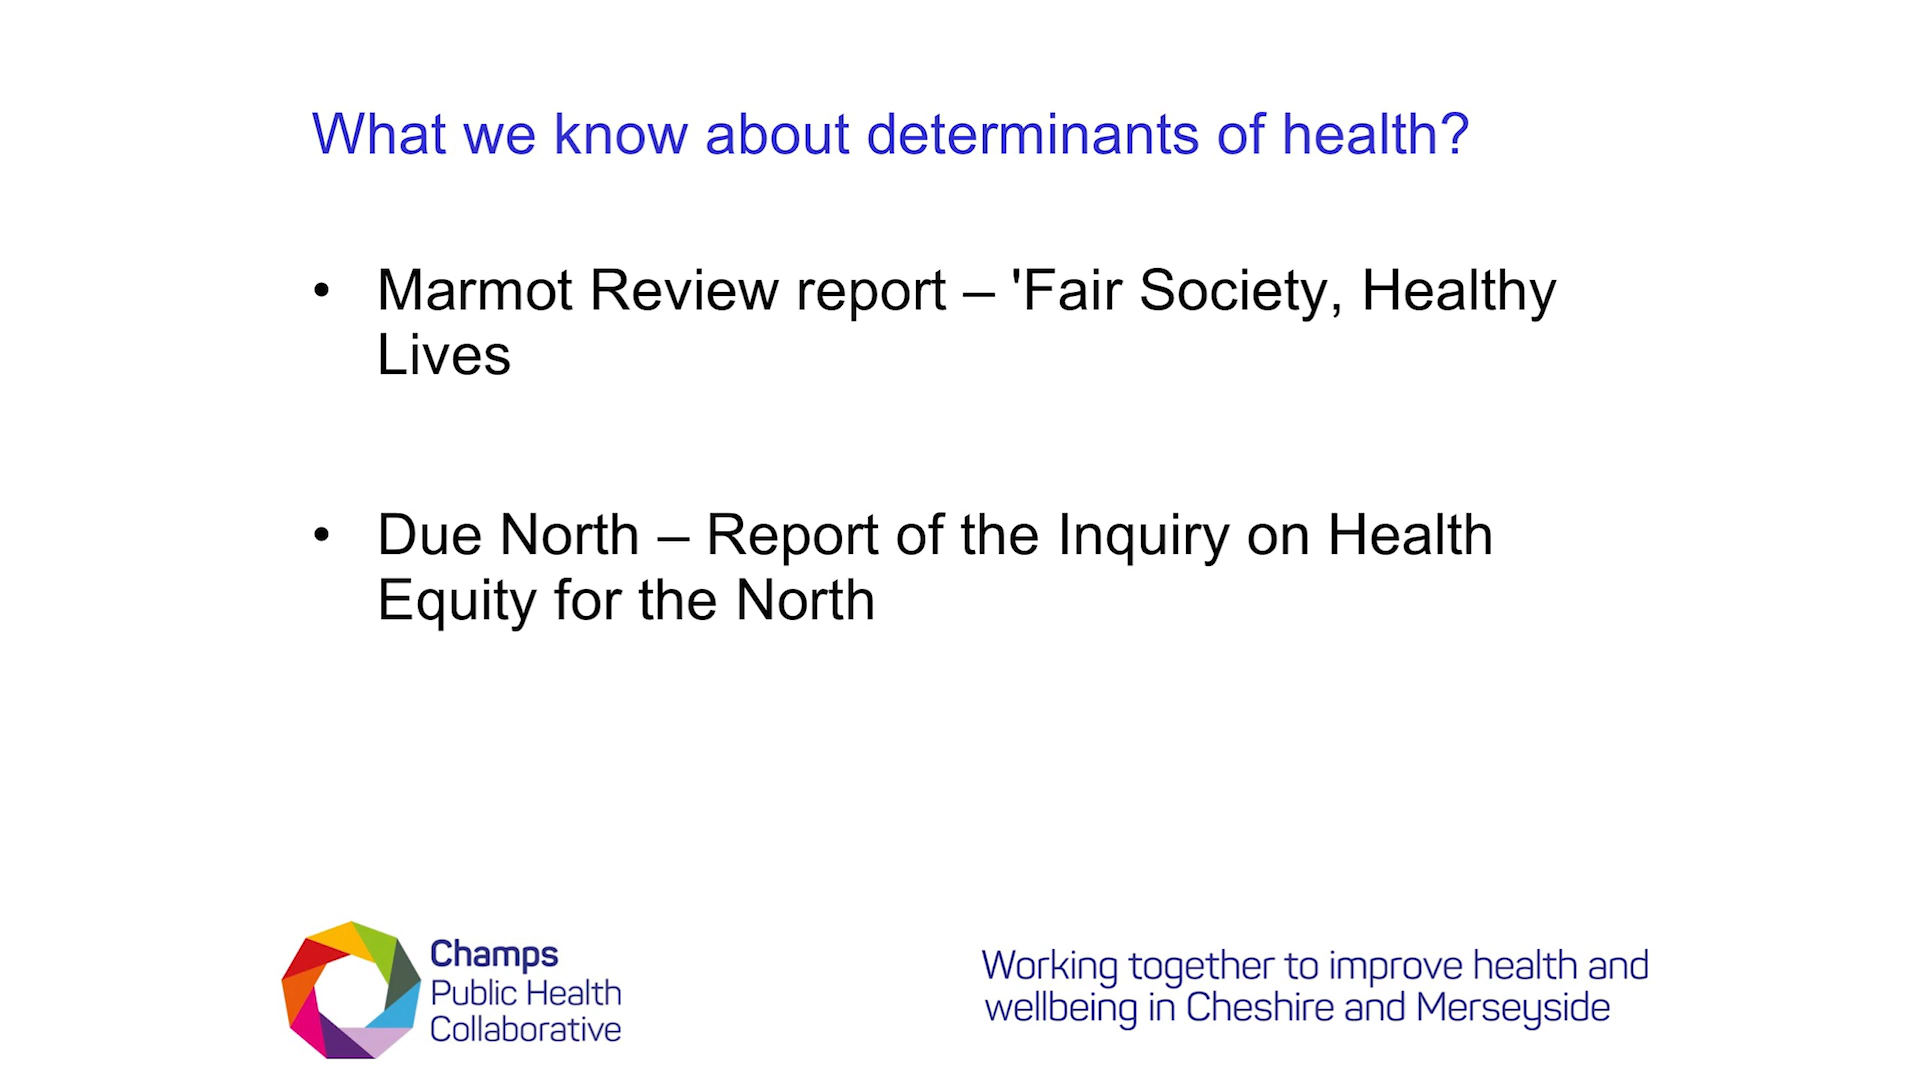 What we know about determinants of health?
• Marmot Review report – 'Fair Society, Healthy
Lives
• Due North – Report of the Inquiry on Health
Equity for the North
Champs
Public Health
Collaborative
Working together to improve health and
wellbeing in Cheshire and Merseyside